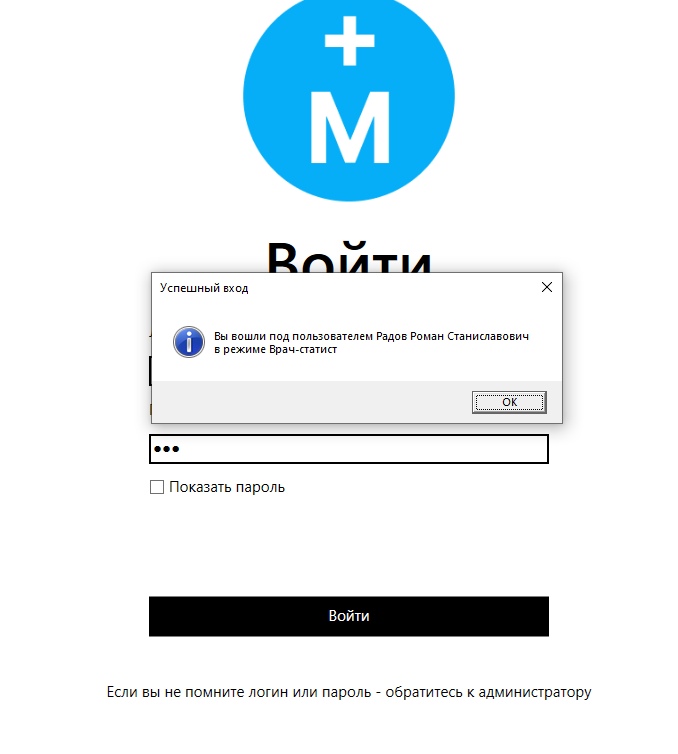 +
М
Войти
Успешный вход
Вы вошли под пользователем Радов Роман Станиславович
в режиме Врач-статист
OK
●●●
Показать пароль
Войти
Если вы не помните логин или пароль - обратитесь к администратору